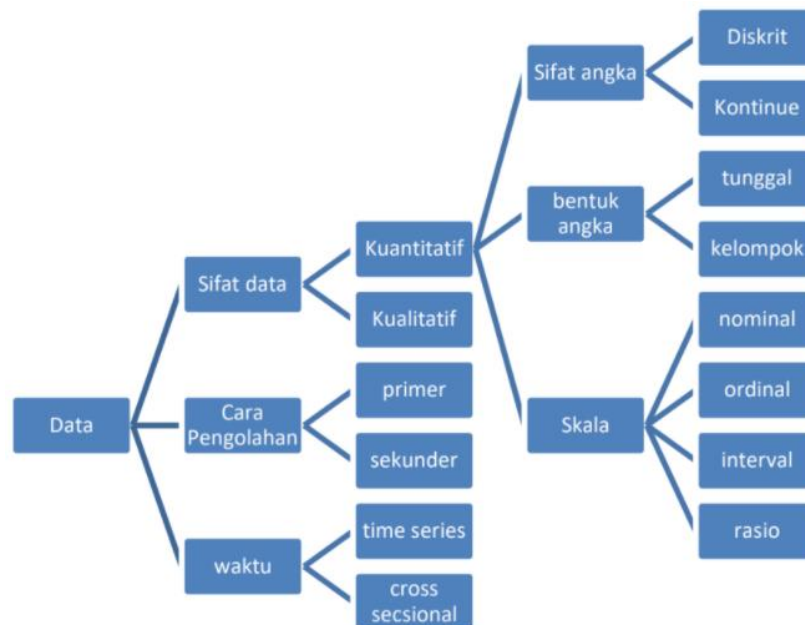 Data
Sifat data
Kuantitatif
Sifat angka
Diskrit
Kontinue
bentuk
angka
tunggal
kelompok
Skala
nominal
ordinal
interval
rasio
Kualitatif
Cara
Pengolahan
primer
sekunder
waktu
time series
cross
secsional